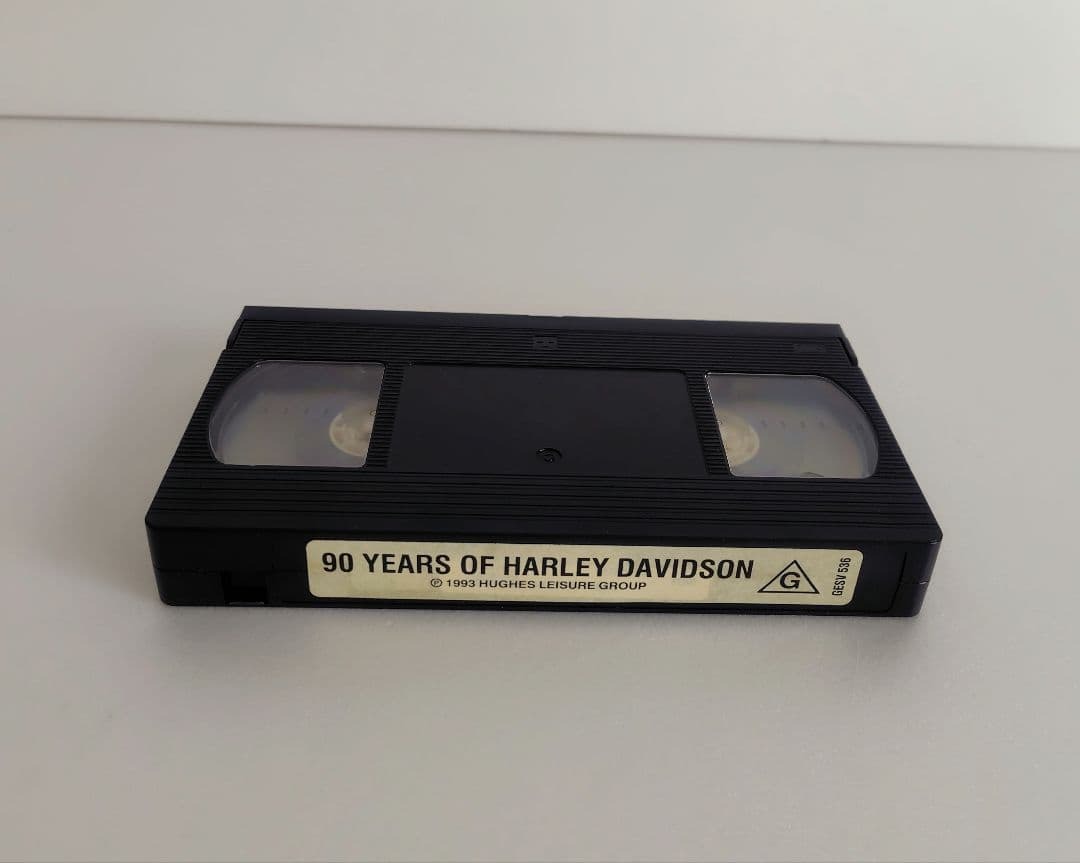 90 YEARS OF HARLEY DAVIDSON
℗ 1993 HUGHES LEISURE GROUP
G
GESV 536